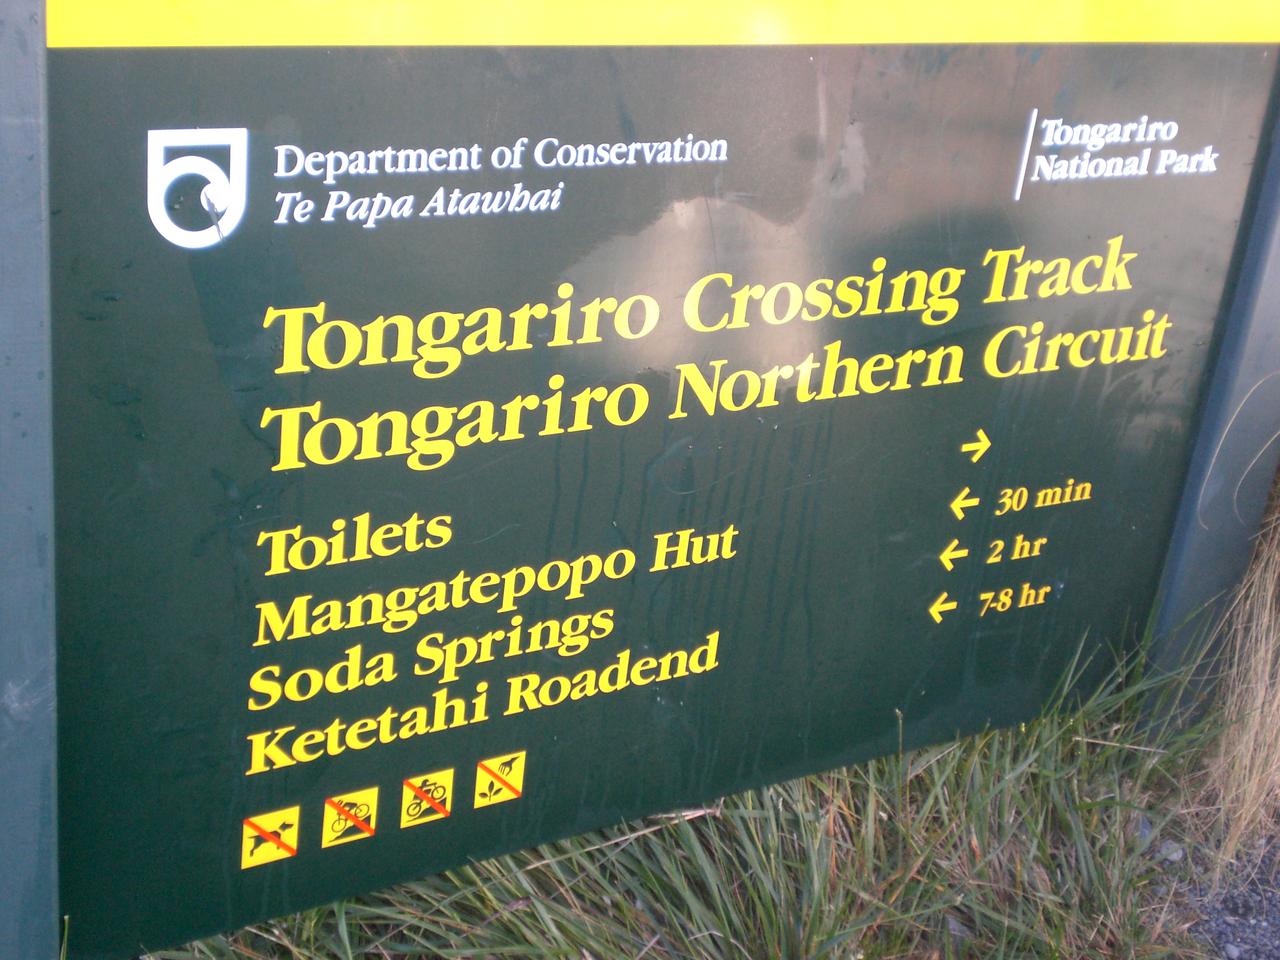 Department of Conservation
Te Papa Atawhai
Tongariro
National Park
Tongariro Crossing Track
Tongariro Northern Circuit
Toilets →
Mangatepopo Hut ← 30 min
Soda Springs ← 2 hr
Ketetahi Roadend ← 7-8 hr